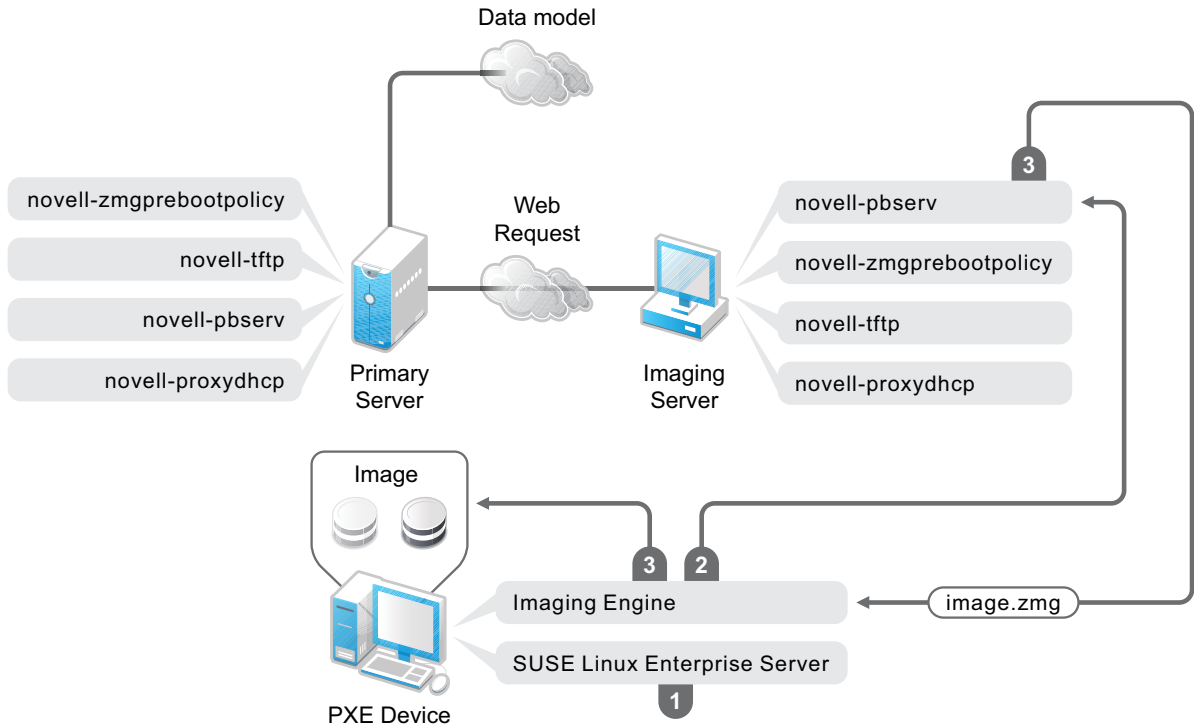 Data model
3
novell-zmgprebootpolicy
novell-tftp
novell-pbserv
novell-proxydhcp
Web
Request
novell-pbserv
novell-zmgprebootpolicy
novell-tftp
novell-proxydhcp
Primary
Server
Imaging
Server
Image
3
2
Imaging Engine
image.zmg
SUSE Linux Enterprise Server
1
PXE Device